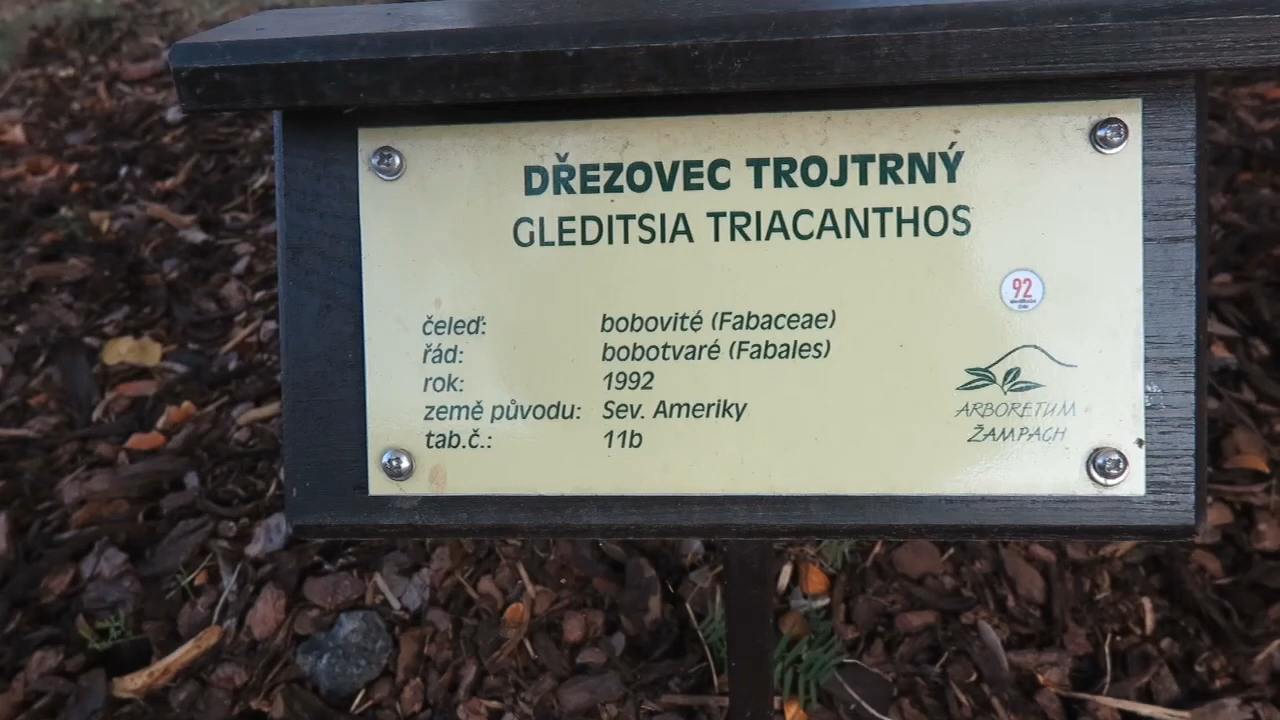 DŘEZOVEC TROJTRNÝ
GLEDITSIA TRIACANTHOS
92
čeleď: bobovité (Fabaceae)
řád: bobotvaré (Fabales)
rok: 1992
země původu: Sev. Ameriky
tab.č.: 11b
ARBORETUM
ŽAMPACH